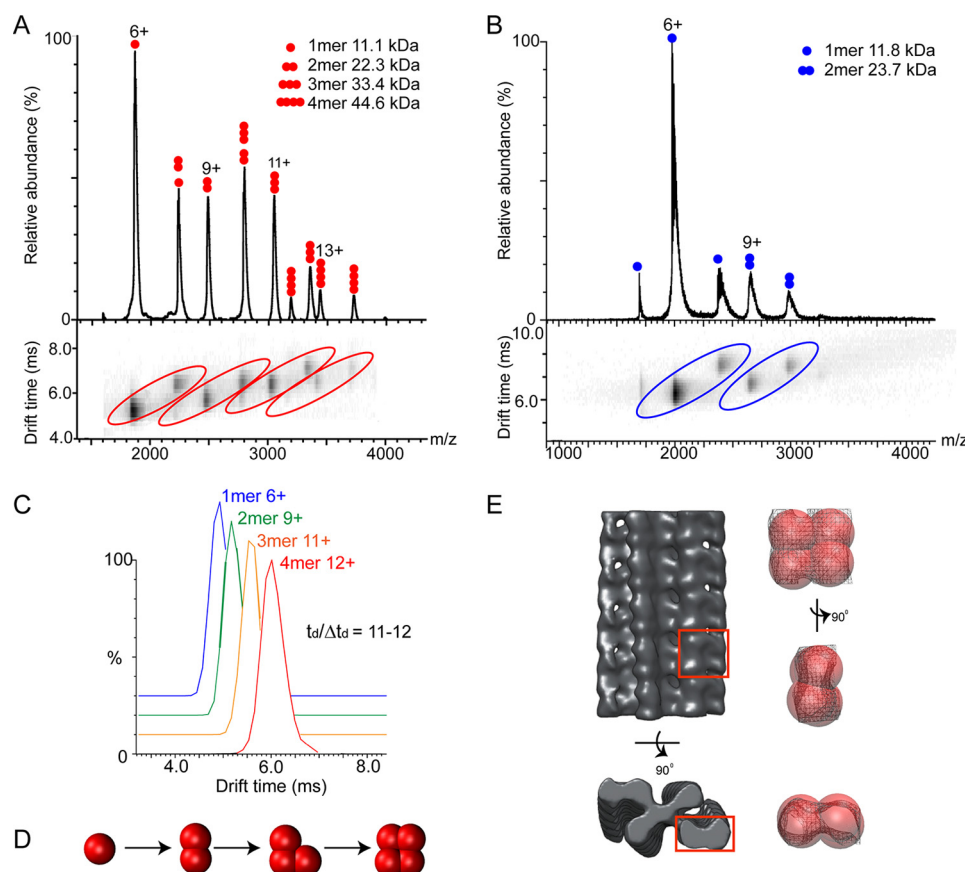 A
6+
1mer 11.1 kDa
2mer 22.3 kDa
3mer 33.4 kDa
4mer 44.6 kDa
100
Relative abundance (%)
9+
11+
13+
0
8.0
Drift time (ms)
6.0
4.0
2000
3000
4000
m/z
B
6+
1mer 11.8 kDa
2mer 23.7 kDa
100
Relative abundance (%)
9+
0
10.0
Drift time (ms)
6.0
1000
2000
3000
4000
m/z
C
1mer 6+
2mer 9+
3mer 11+
4mer 12+
100
td/Δtd = 11-12
%
0
4.0
6.0
8.0
Drift time (ms)
D
E
90°
90°